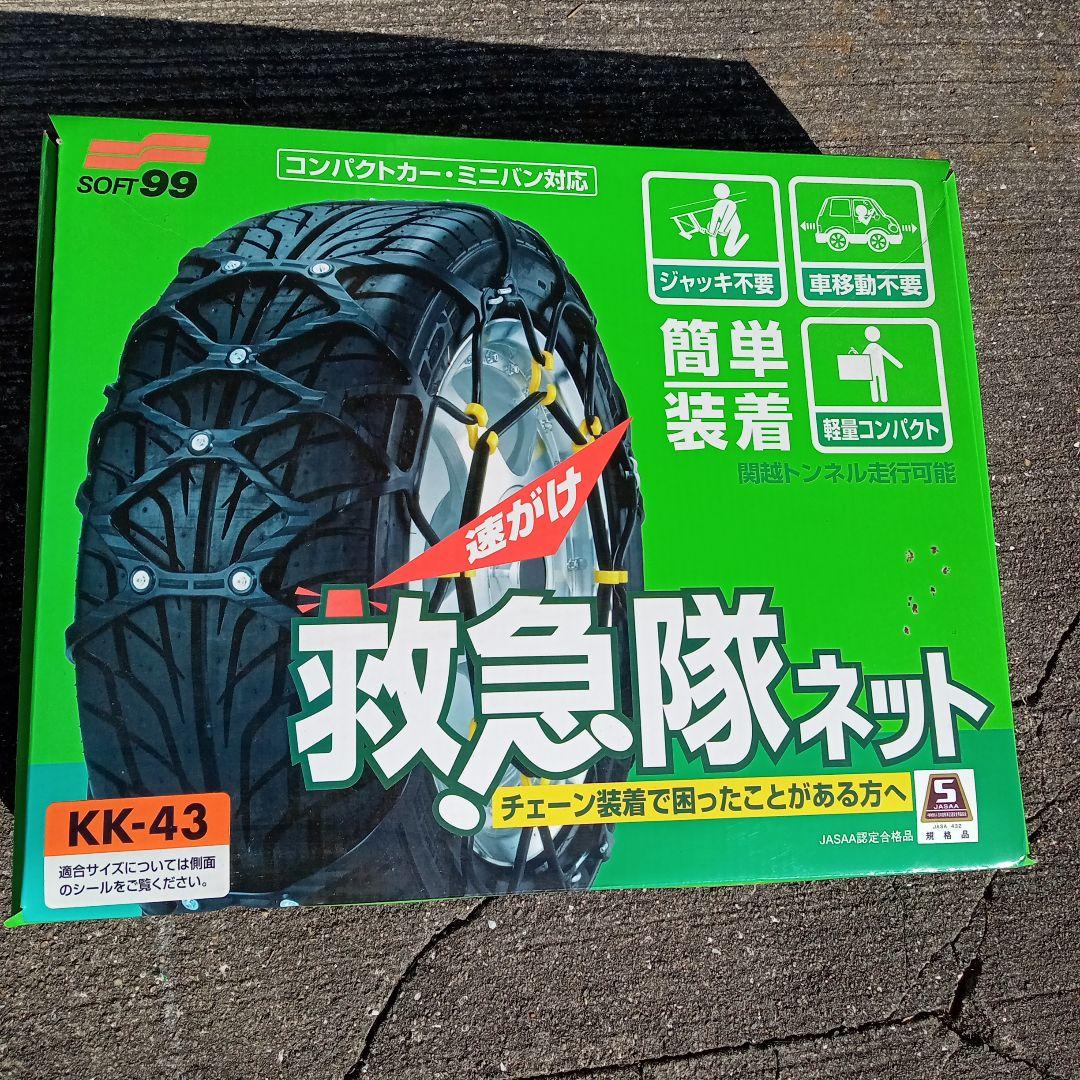 SOFT99
コンパクトカー・ミニバン対応
ジャッキ不要
車移動不要
簡単
装着
軽量コンパクト
関越トンネル走行可能
速がけ
救急隊ネット
チェーン装着で困ったことがある方へ
JASAA認定合格品
S
JASAA
JASA 432
規格品
KK-43
適合サイズについては側面
のシールをご覧ください。